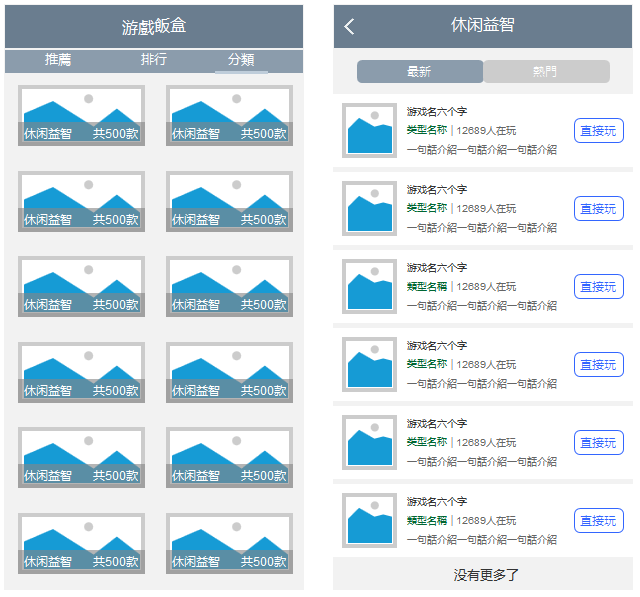 游戲飯盒
推薦 排行 分類
休闲益智 共500款 休闲益智 共500款
休闲益智 共500款 休闲益智 共500款
休闲益智 共500款 休闲益智 共500款
休闲益智 共500款 休闲益智 共500款
休闲益智 共500款 休闲益智 共500款
休闲益智 共500款 休闲益智 共500款
休闲益智
最新 熱門
游戏名六个字
类型名称 | 12689人在玩
直接玩
一句話介紹一句話介紹一句話介紹
游戏名六个字
类型名称 | 12689人在玩
直接玩
一句話介紹一句話介紹一句話介紹
游戏名六个字
類型名稱 | 12689人在玩
直接玩
一句話介紹一句話介紹一句話介紹
游戏名六个字
类型名称 | 12689人在玩
直接玩
一句話介紹一句話介紹一句話介紹
游戏名六个字
类型名称 | 12689人在玩
直接玩
一句話介紹一句話介紹一句話介紹
游戏名六个字
類型名稱 | 12689人在玩
直接玩
一句話介紹一句話介紹一句話介紹
没有更多了